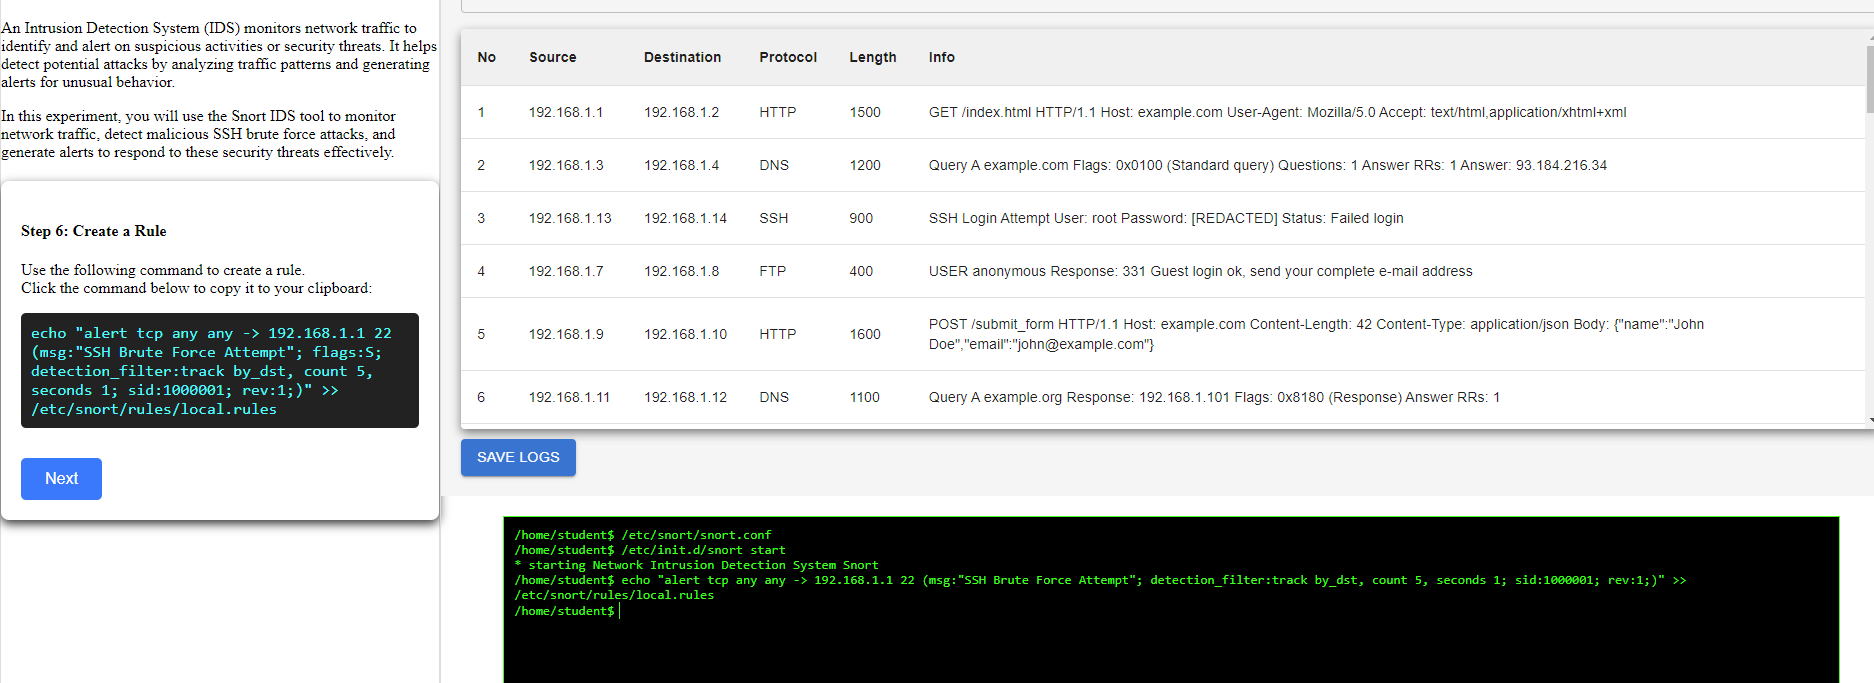 An Intrusion Detection System (IDS) monitors network traffic to
identify and alert on suspicious activities or security threats. It helps
detect potential attacks by analyzing traffic patterns and generating
alerts for unusual behavior.
In this experiment, you will use the Snort IDS tool to monitor
network traffic, detect malicious SSH brute force attacks, and
generate alerts to respond to these security threats effectively.
Step 6: Create a Rule
Use the following command to create a rule.
Click the command below to copy it to your clipboard:
echo "alert tcp any any -> 192.168.1.1 22
(msg:"SSH Brute Force Attempt"; flags:S;
detection_filter:track by_dst, count 5,
seconds 1; sid:1000001; rev:1;)" >>
/etc/snort/rules/local.rules
Next
No Source Destination Protocol Length Info
1 192.168.1.1 192.168.1.2 HTTP 1500 GET /index.html HTTP/1.1 Host: example.com User-Agent: Mozilla/5.0 Accept: text/html,application/xhtml+xml
2 192.168.1.3 192.168.1.4 DNS 1200 Query A example.com Flags: 0x0100 (Standard query) Questions: 1 Answer RRs: 1 Answer: 93.184.216.34
3 192.168.1.13 192.168.1.14 SSH 900 SSH Login Attempt User: root Password: [REDACTED] Status: Failed login
4 192.168.1.7 192.168.1.8 FTP 400 USER anonymous Response: 331 Guest login ok, send your complete e-mail address
5 192.168.1.9 192.168.1.10 HTTP 1600 POST /submit_form HTTP/1.1 Host: example.com Content-Length: 42 Content-Type: application/json Body: {"name":"John
Doe","email":"john@example.com"}
6 192.168.1.11 192.168.1.12 DNS 1100 Query A example.org Response: 192.168.1.101 Flags: 0x8180 (Response) Answer RRs: 1
SAVE LOGS
/home/student$ /etc/snort/snort.conf
/home/student$ /etc/init.d/snort start
* starting Network Intrusion Detection System Snort
/home/student$ echo "alert tcp any any -> 192.168.1.1 22 (msg:"SSH Brute Force Attempt"; detection_filter:track by_dst, count 5, seconds 1; sid:1000001; rev:1;)" >>
/etc/snort/rules/local.rules
/home/student$